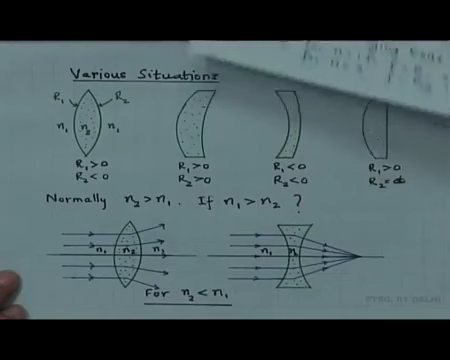 Various Situations
R₁ R₂
n₁ n₂ n₁
R₁>0 R₁>0 R₁<0 R₁>0
R₂<0 R₂>0 R₂<0 R₂=∞
Normally n₂>n₁. If n₁>n₂ ?
n₁ n₂ n₁ n₁
For n₂<n₁